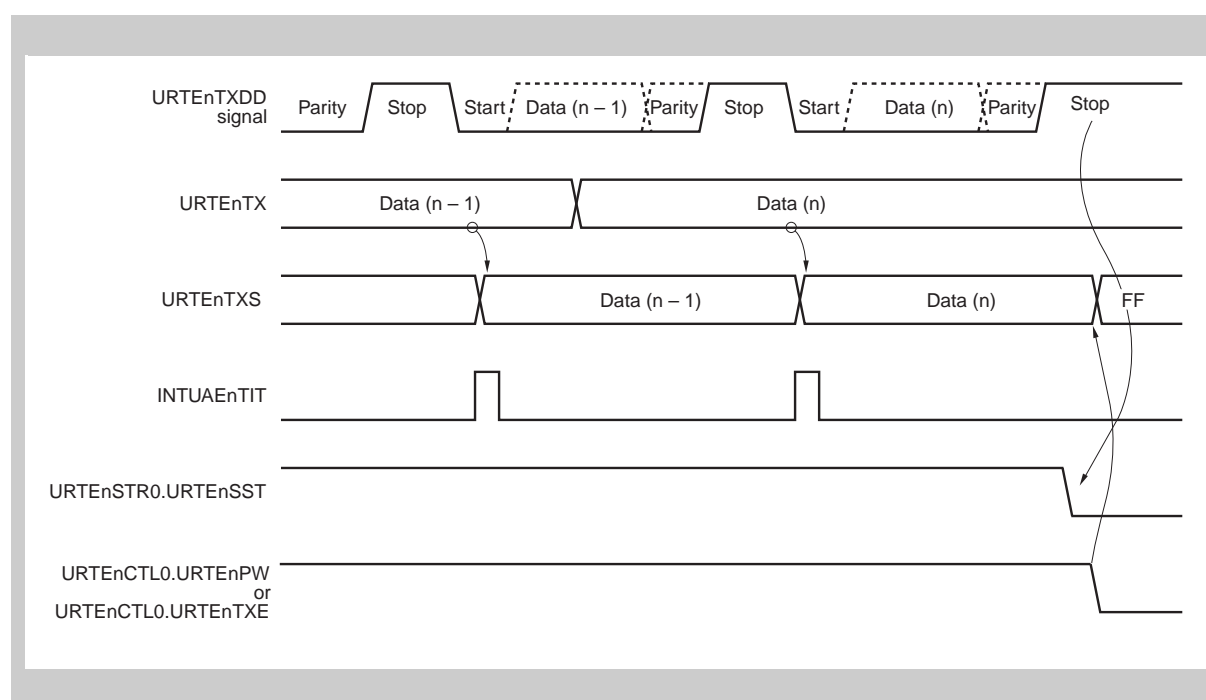 URTEnTXDD
signal
Parity Stop Start Data (n – 1) Parity Stop Start Data (n) Parity Stop
URTEnTX
Data (n – 1) Data (n)
URTEnTXS
Data (n – 1) Data (n) FF
INTUAEnTIT
URTEnSTR0.URTEnSST
URTEnCTL0.URTEnPW
or
URTEnCTL0.URTEnTXE